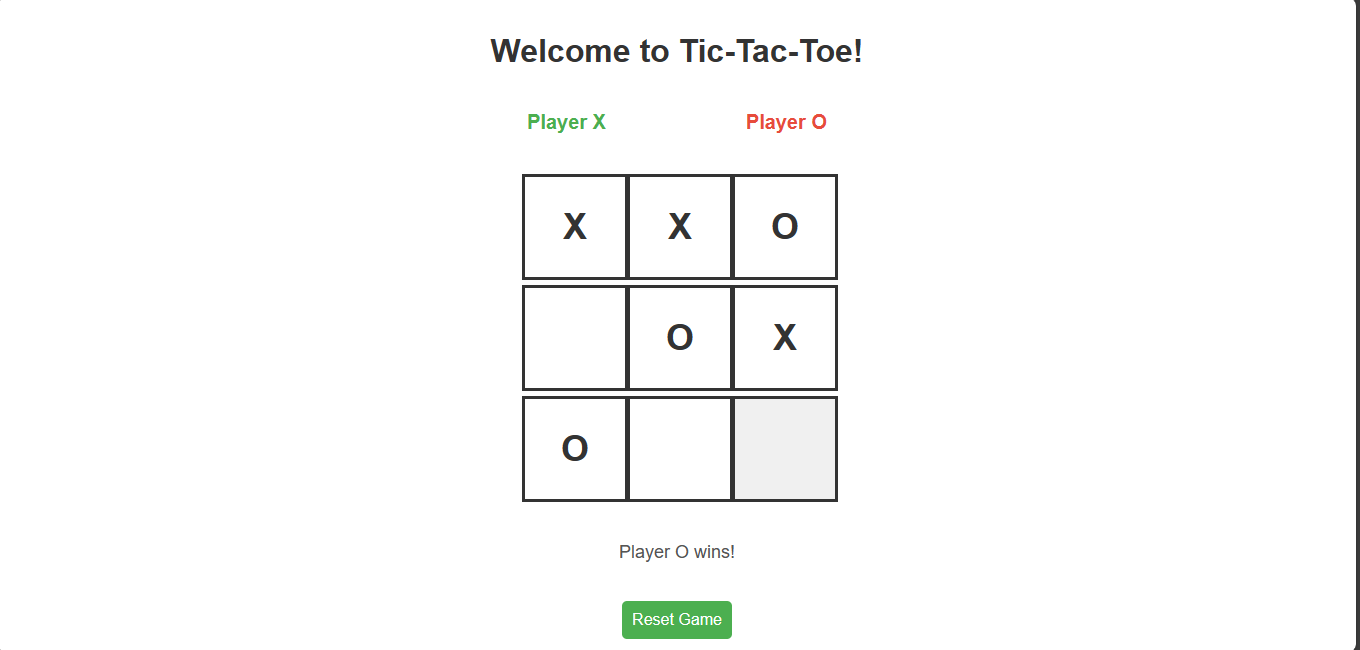 Welcome to Tic-Tac-Toe!
Player X Player O
X X O
O X
O
Player O wins!
Reset Game